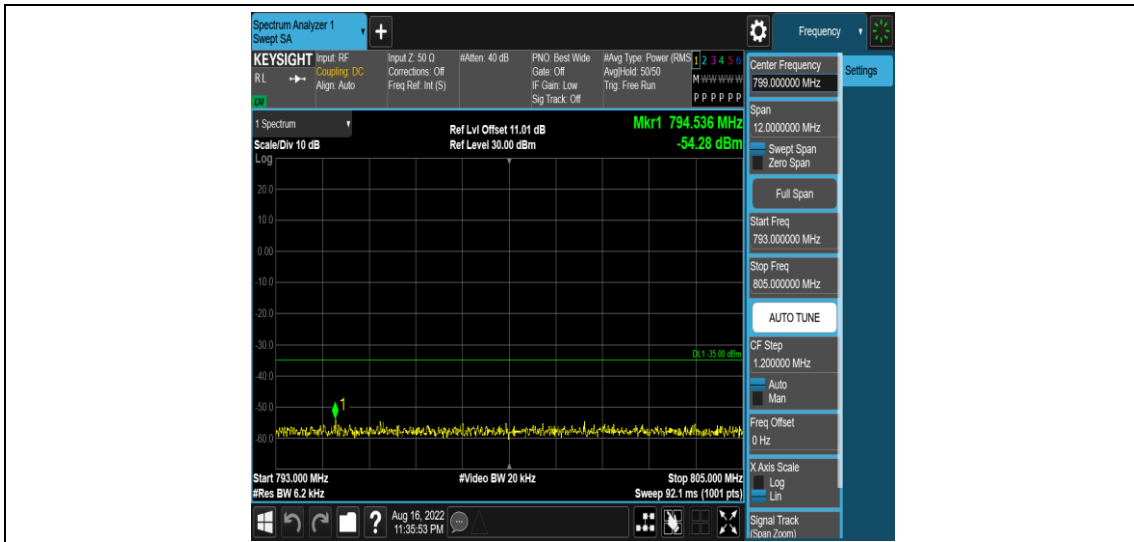 Spectrum Analyzer 1
Swept SA
+
Frequency
KEYSIGHT
RL
LXI
Input: RF
Coupling: DC
Align: Auto
Input Z: 50 Ω
Corrections: Off
Freq Ref: Int (S)
#Atten: 40 dB
PNO: Best Wide
Gate: Off
IF Gain: Low
Sig Track: Off
#Avg Type: Power (RMS
Avg|Hold: 50/50
Trig: Free Run
1 2 3 4 5 6
M W W W W W
P P P P P P
1 Spectrum
Scale/Div 10 dB
Log
Ref Lvl Offset 11.01 dB
Ref Level 30.00 dBm
Mkr1 794.536 MHz
-54.28 dBm
20.0
10.0
0.00
-10.0
-20.0
-30.0
DL1 -35.00 dBm
-40.0
-50.0
1
-60.0
Start 793.000 MHz
#Res BW 6.2 kHz
#Video BW 20 kHz
Stop 805.000 MHz
Sweep 92.1 ms (1001 pts)
Center Frequency
799.000000 MHz
Settings
Span
12.0000000 MHz
Swept Span
Zero Span
Full Span
Start Freq
793.000000 MHz
Stop Freq
805.000000 MHz
AUTO TUNE
CF Step
1.200000 MHz
Auto
Man
Freq Offset
0 Hz
X Axis Scale
Log
Lin
Signal Track
(Span Zoom)
?
Aug 16, 2022
11:35:53 PM